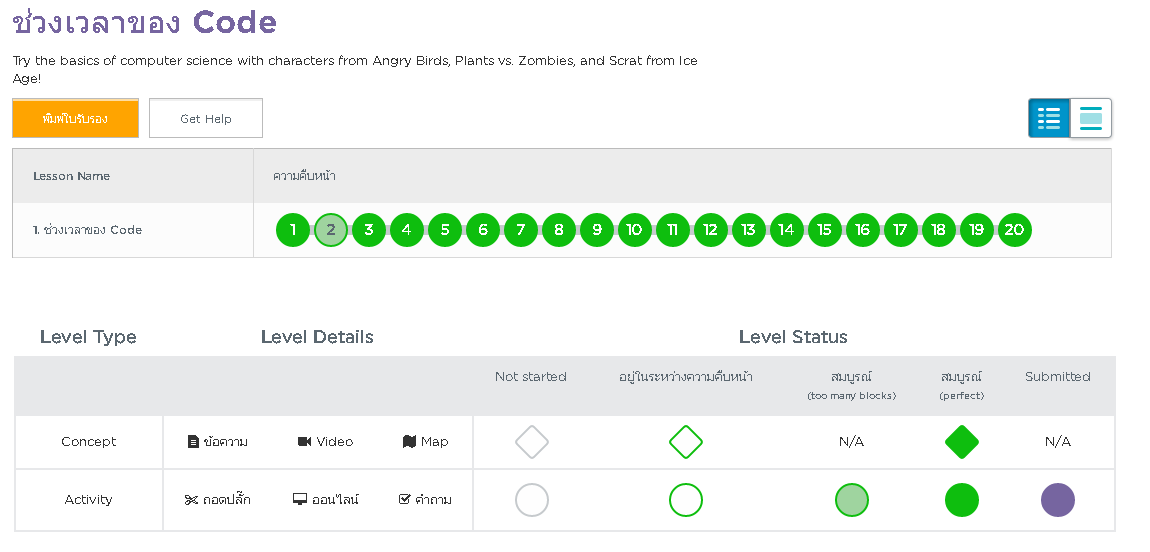 ช่วงเวลาของ Code
Try the basics of computer science with characters from Angry Birds, Plants vs. Zombies, and Scrat from Ice
Age!
พิมพ์ใบรับรอง Get Help
Lesson Name ความคืบหน้า
1. ช่วงเวลาของ Code 1 2 3 4 5 6 7 8 9 10 11 12 13 14 15 16 17 18 19 20
Level Type Level Details Level Status
Not started อยู่ในระหว่างความคืบหน้า สมบูรณ์ สมบูรณ์ Submitted
(too many blocks) (perfect)
Concept ข้อความ Video Map N/A N/A
Activity ถอดปลั๊ก ออนไลน์ คำถาม